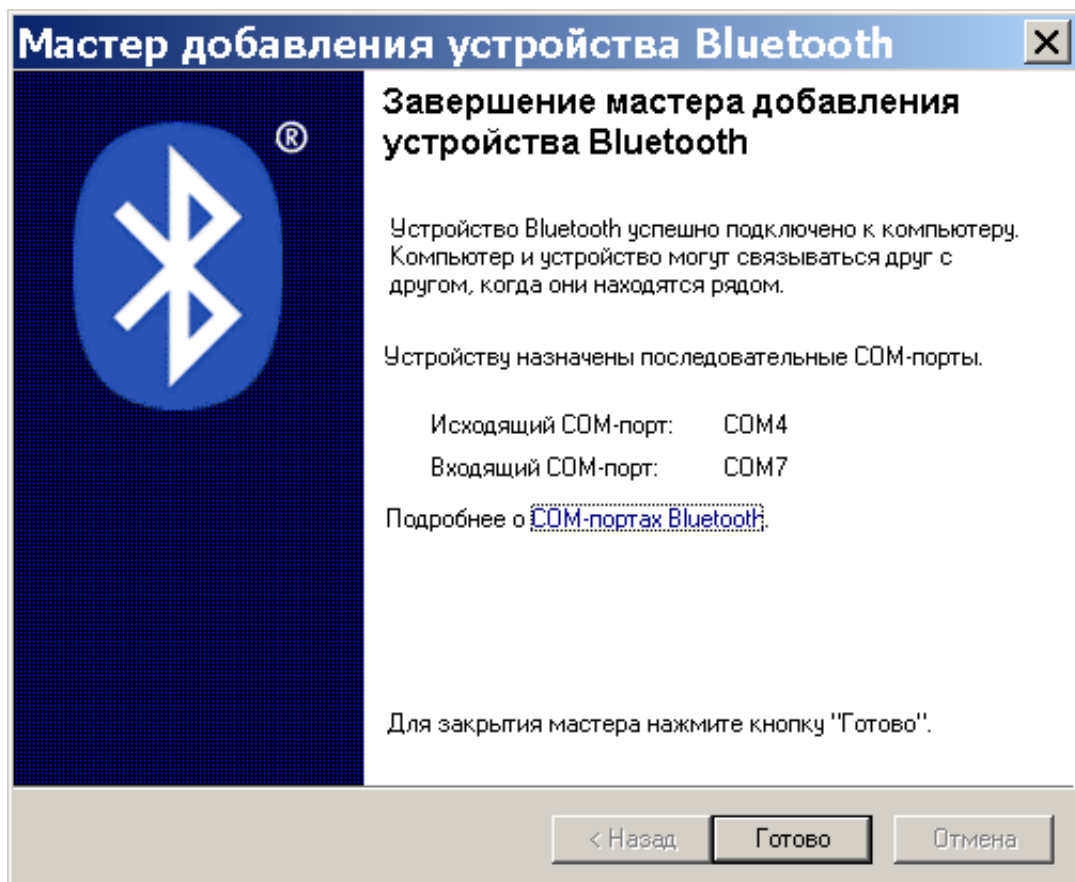 Мастер добавления устройства Bluetooth
Завершение мастера добавления
устройства Bluetooth
®
Устройство Bluetooth успешно подключено к компьютеру.
Компьютер и устройство могут связываться друг с
другом, когда они находятся рядом.
Устройству назначены последовательные COM-порты.
Исходящий COM-порт: COM4
Входящий COM-порт: COM7
Подробнее о COM-портах Bluetooth.
Для закрытия мастера нажмите кнопку "Готово".
< Назад Готово Отмена